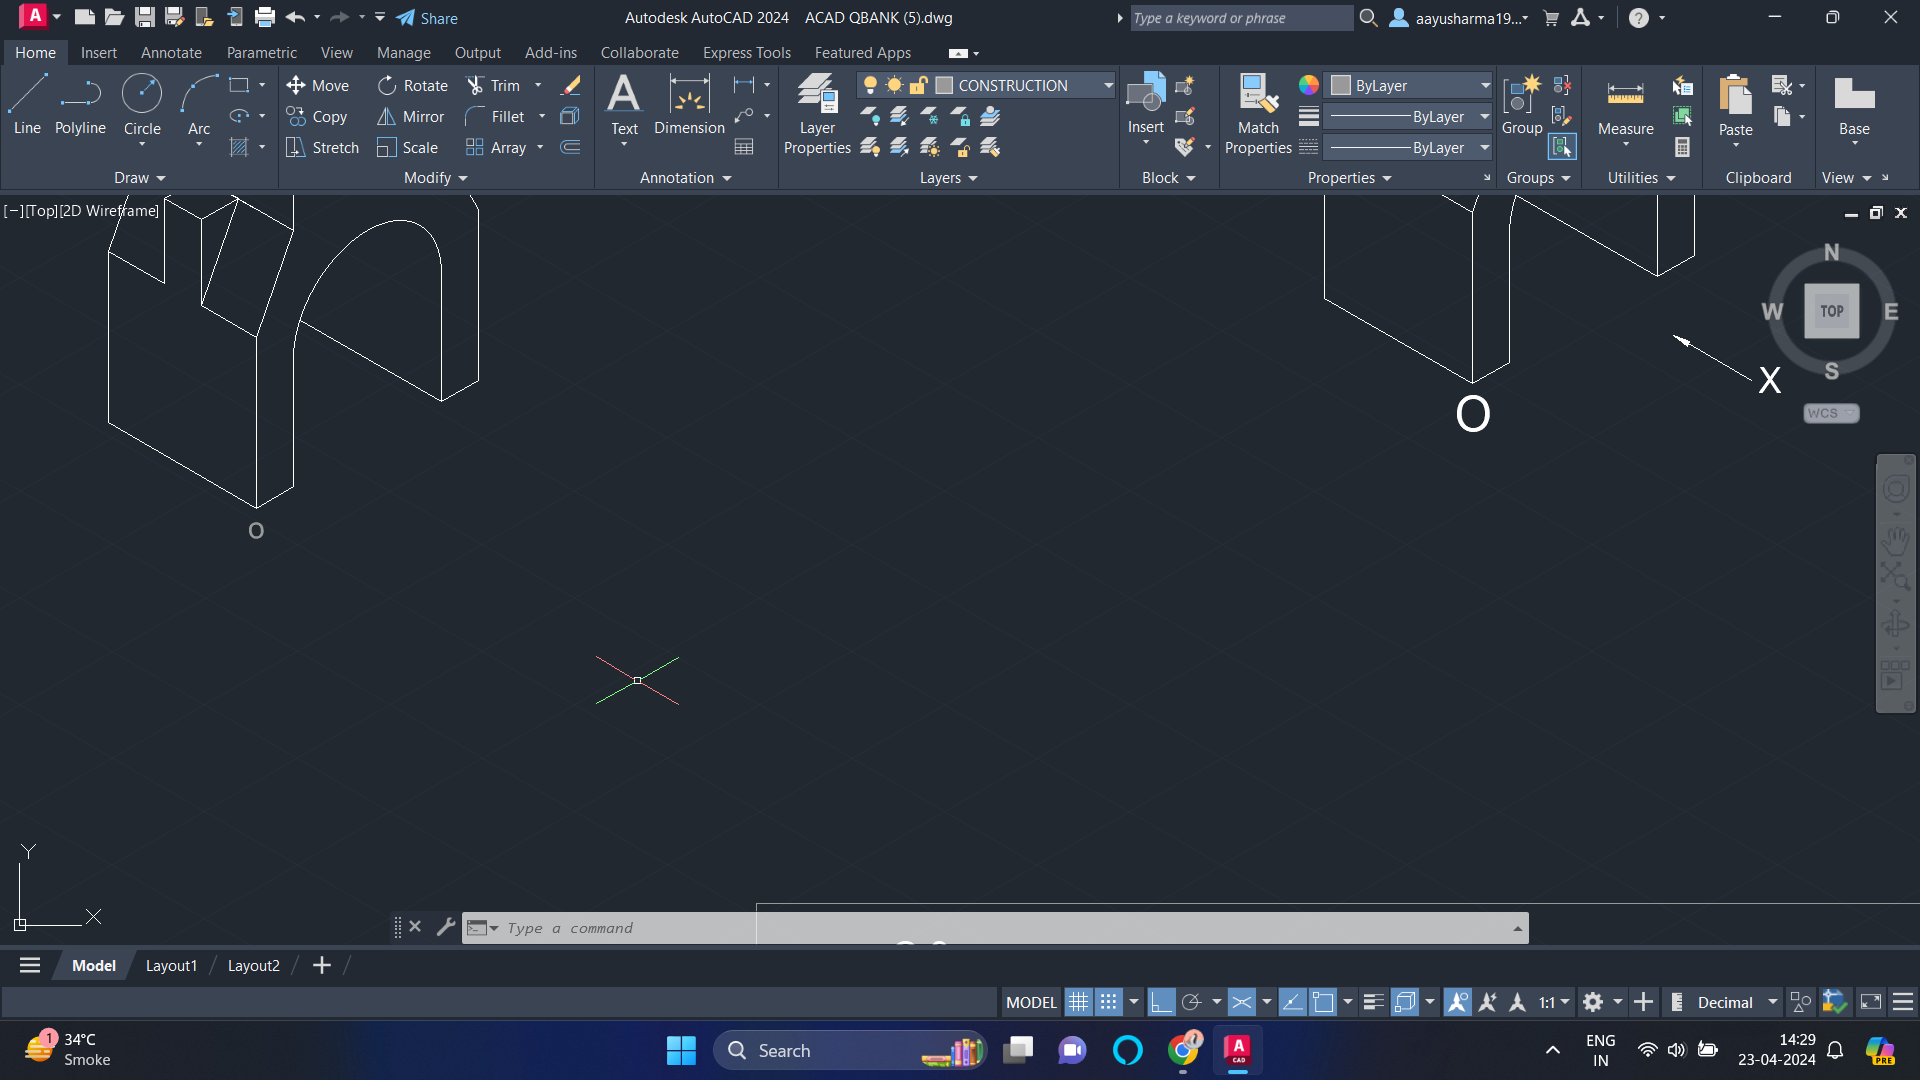 A Share Autodesk AutoCAD 2024 ACAD QBANK (5).dwg Type a keyword or phrase aayusharma19...
Home Insert Annotate Parametric View Manage Output Add-ins Collaborate Express Tools Featured Apps
Line Polyline Circle Arc
Move Rotate Trim
Copy Mirror Fillet
Stretch Scale Array
Text Dimension
Layer Properties
CONSTRUCTION
Insert
Match Properties
ByLayer
ByLayer
ByLayer
Group
Measure
Paste
Base
Draw Modify Annotation Layers Block Properties Groups Utilities Clipboard View
[−][Top][2D Wireframe]
N
W TOP E
S
X
WCS
O
O
Y
X
Type a command
Model Layout1 Layout2
MODEL 1:1 Decimal
1 34°C
Smoke
Search
A
CAD
ENG
IN
14:29
23-04-2024
PRE